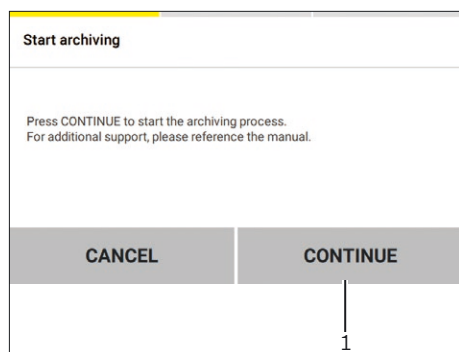 Start archiving
Press CONTINUE to start the archiving process.
For additional support, please reference the manual.
CANCEL CONTINUE
1